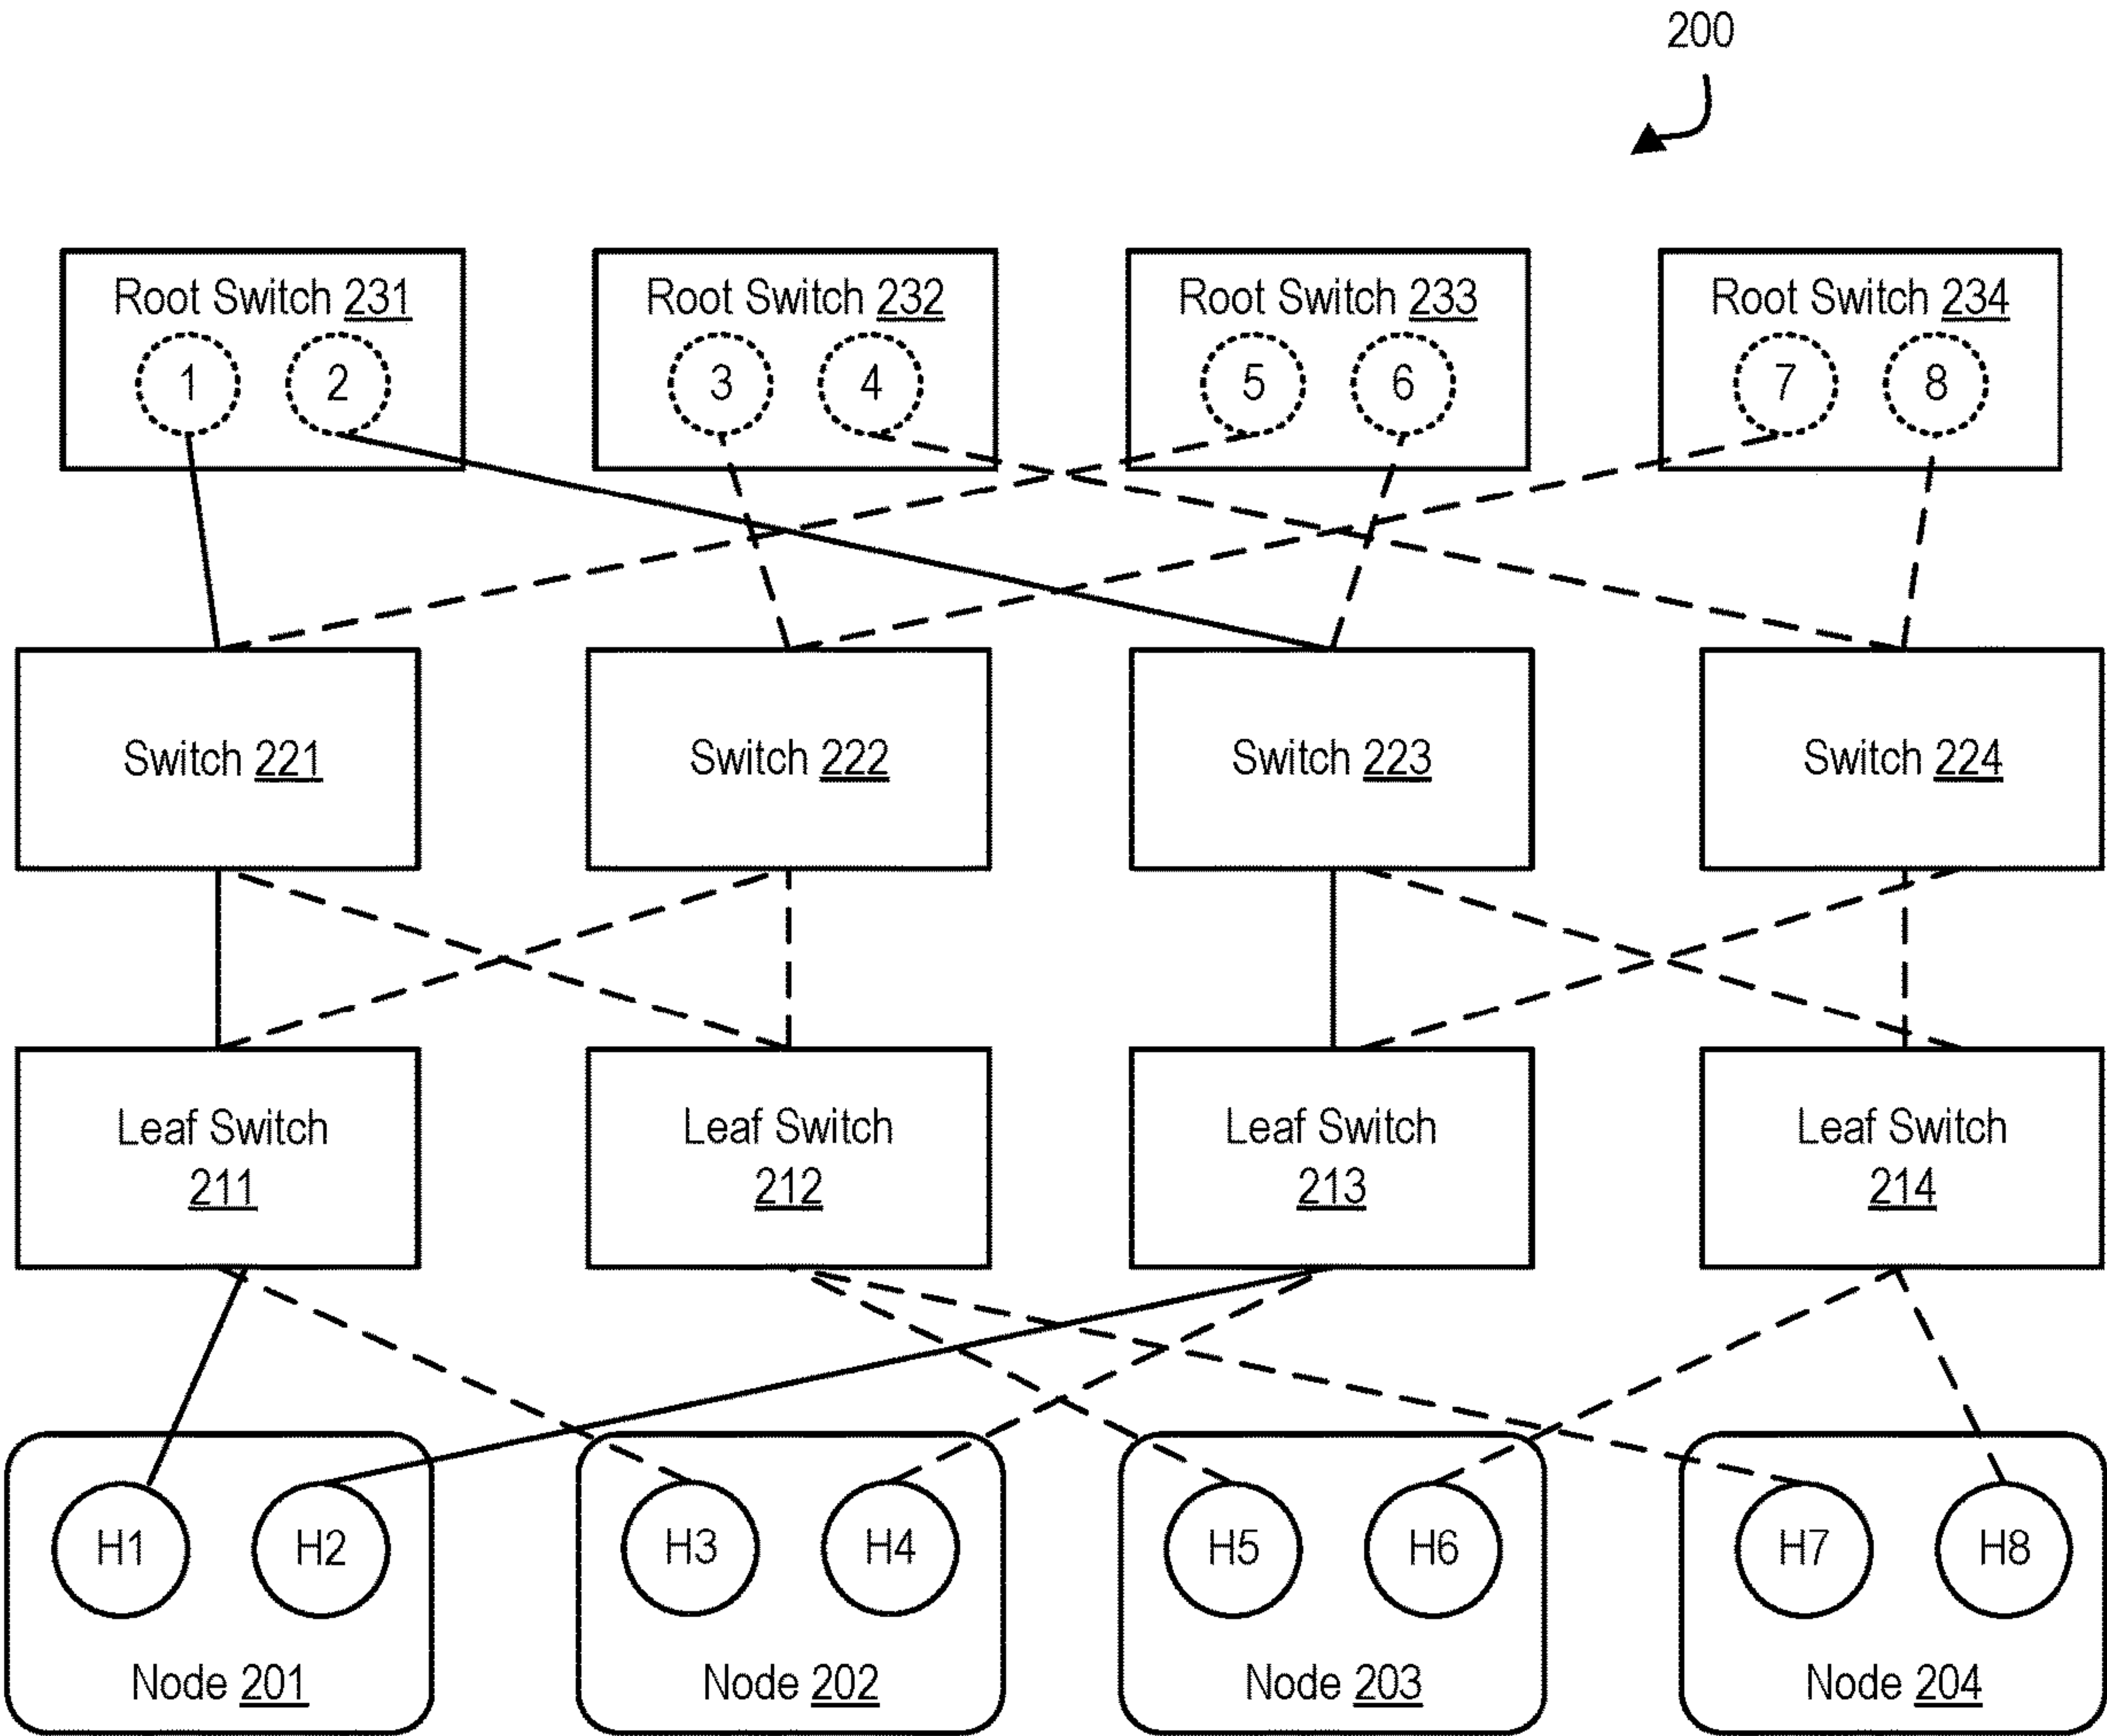 200
Root Switch 231
Root Switch 232
Root Switch 233
Root Switch 234
1
2
3
4
5
6
7
8
Switch 221
Switch 222
Switch 223
Switch 224
Leaf Switch
211
Leaf Switch
212
Leaf Switch
213
Leaf Switch
214
H1
H2
H3
H4
H5
H6
H7
H8
Node 201
Node 202
Node 203
Node 204